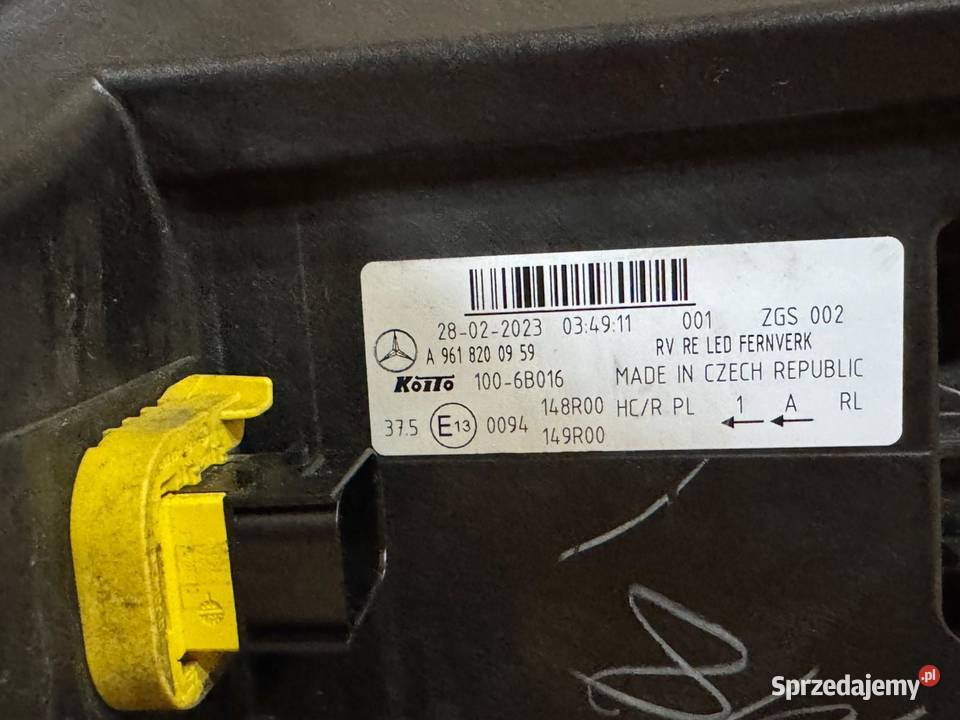 28-02-2023 03:49:11 001 ZGS 002
A 961 820 09 59 RV RE LED FERNVERK
KOITO 100-6B016 MADE IN CZECH REPUBLIC
37.5 E13 0094 148R00 HC/R PL 1 A RL
149R00
Sprzedajemy.pl